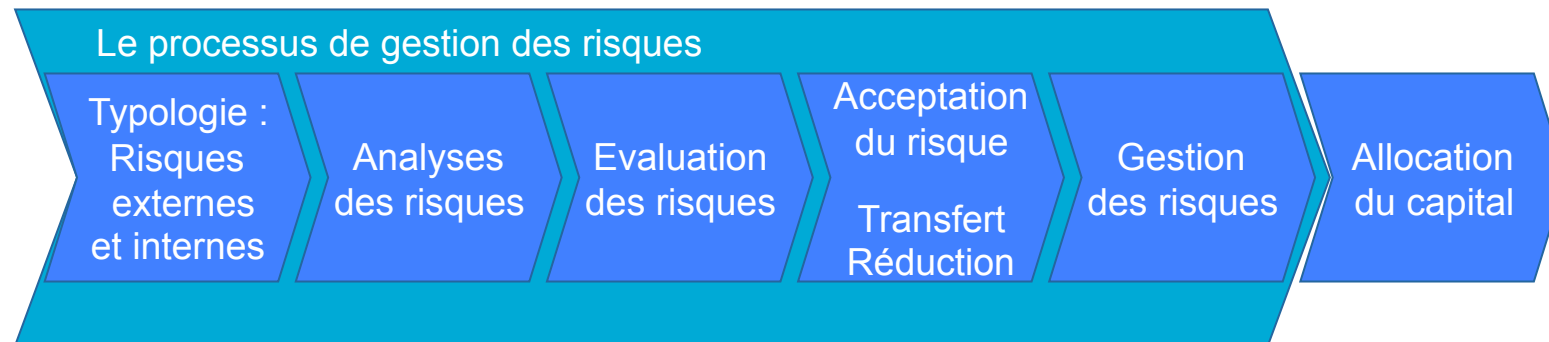 Le processus de gestion des risques
Typologie :
Risques
externes
et internes
Analyses
des risques
Evaluation
des risques
Acceptation
du risque
Transfert
Réduction
Gestion
des risques
Allocation
du capital